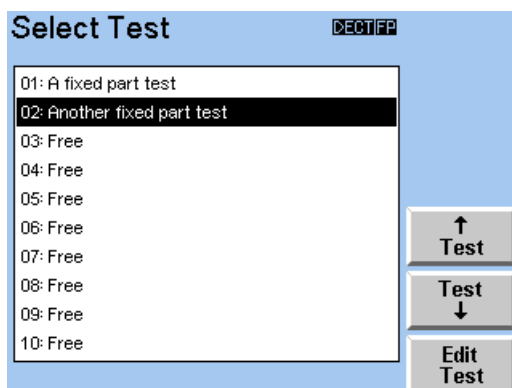 Select Test
DECT FP
01: A fixed part test
02: Another fixed part test
03: Free
04: Free
05: Free
06: Free
07: Free
08: Free
09: Free
10: Free
↑
Test
Test
↓
Edit
Test